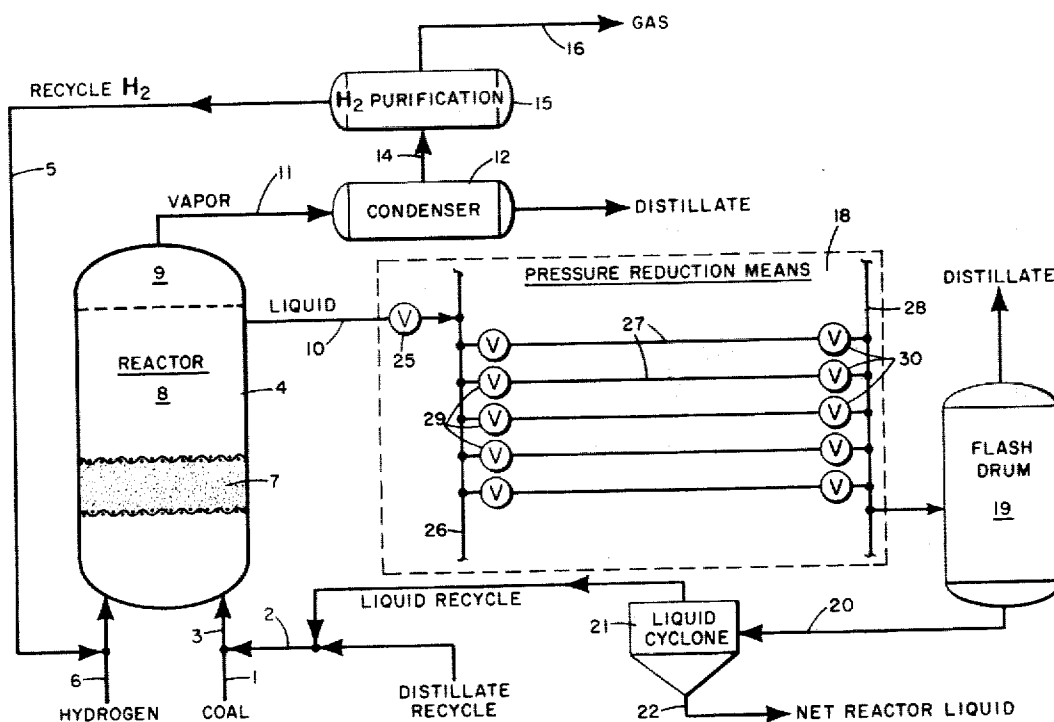 GAS
16
RECYCLE H2
H2 PURIFICATION
15
5
14
12
11
VAPOR
CONDENSER
DISTILLATE
18
9
PRESSURE REDUCTION MEANS
DISTILLATE
LIQUID
V
28
10
25
27
V
V
30
REACTOR
8
4
V
V
29
V
V
FLASH
DRUM
19
7
V
V
V
V
26
LIQUID RECYCLE
3
2
21
LIQUID
CYCLONE
20
6
1
DISTILLATE
RECYCLE
22
HYDROGEN
COAL
NET REACTOR LIQUID